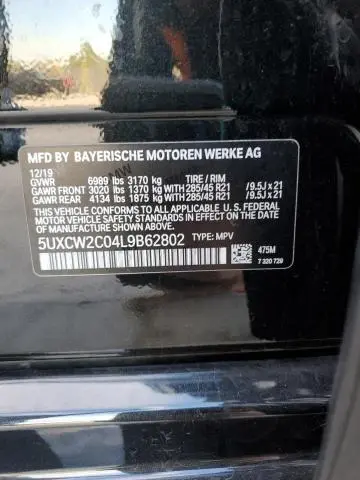 MFD BY BAYERISCHE MOTOREN WERKE AG
12/19
GVWR 6989 lbs 3170 kg TIRE / RIM
GAWR FRONT 3020 lbs 1370 kg WITH 285/45 R21 /9.5J x 21
GAWR REAR 4134 lbs 1875 kg WITH 285/45 R21 /9.5J x 21
THIS VEHICLE CONFORMS TO ALL APPLICABLE U.S. FEDERAL
MOTOR VEHICLE SAFETY STANDARDS IN EFFECT
ON THE DATE OF MANUFACTURE SHOWN ABOVE.
5UXCW2C04L9B62802 TYPE: MPV
475M
7 320 729